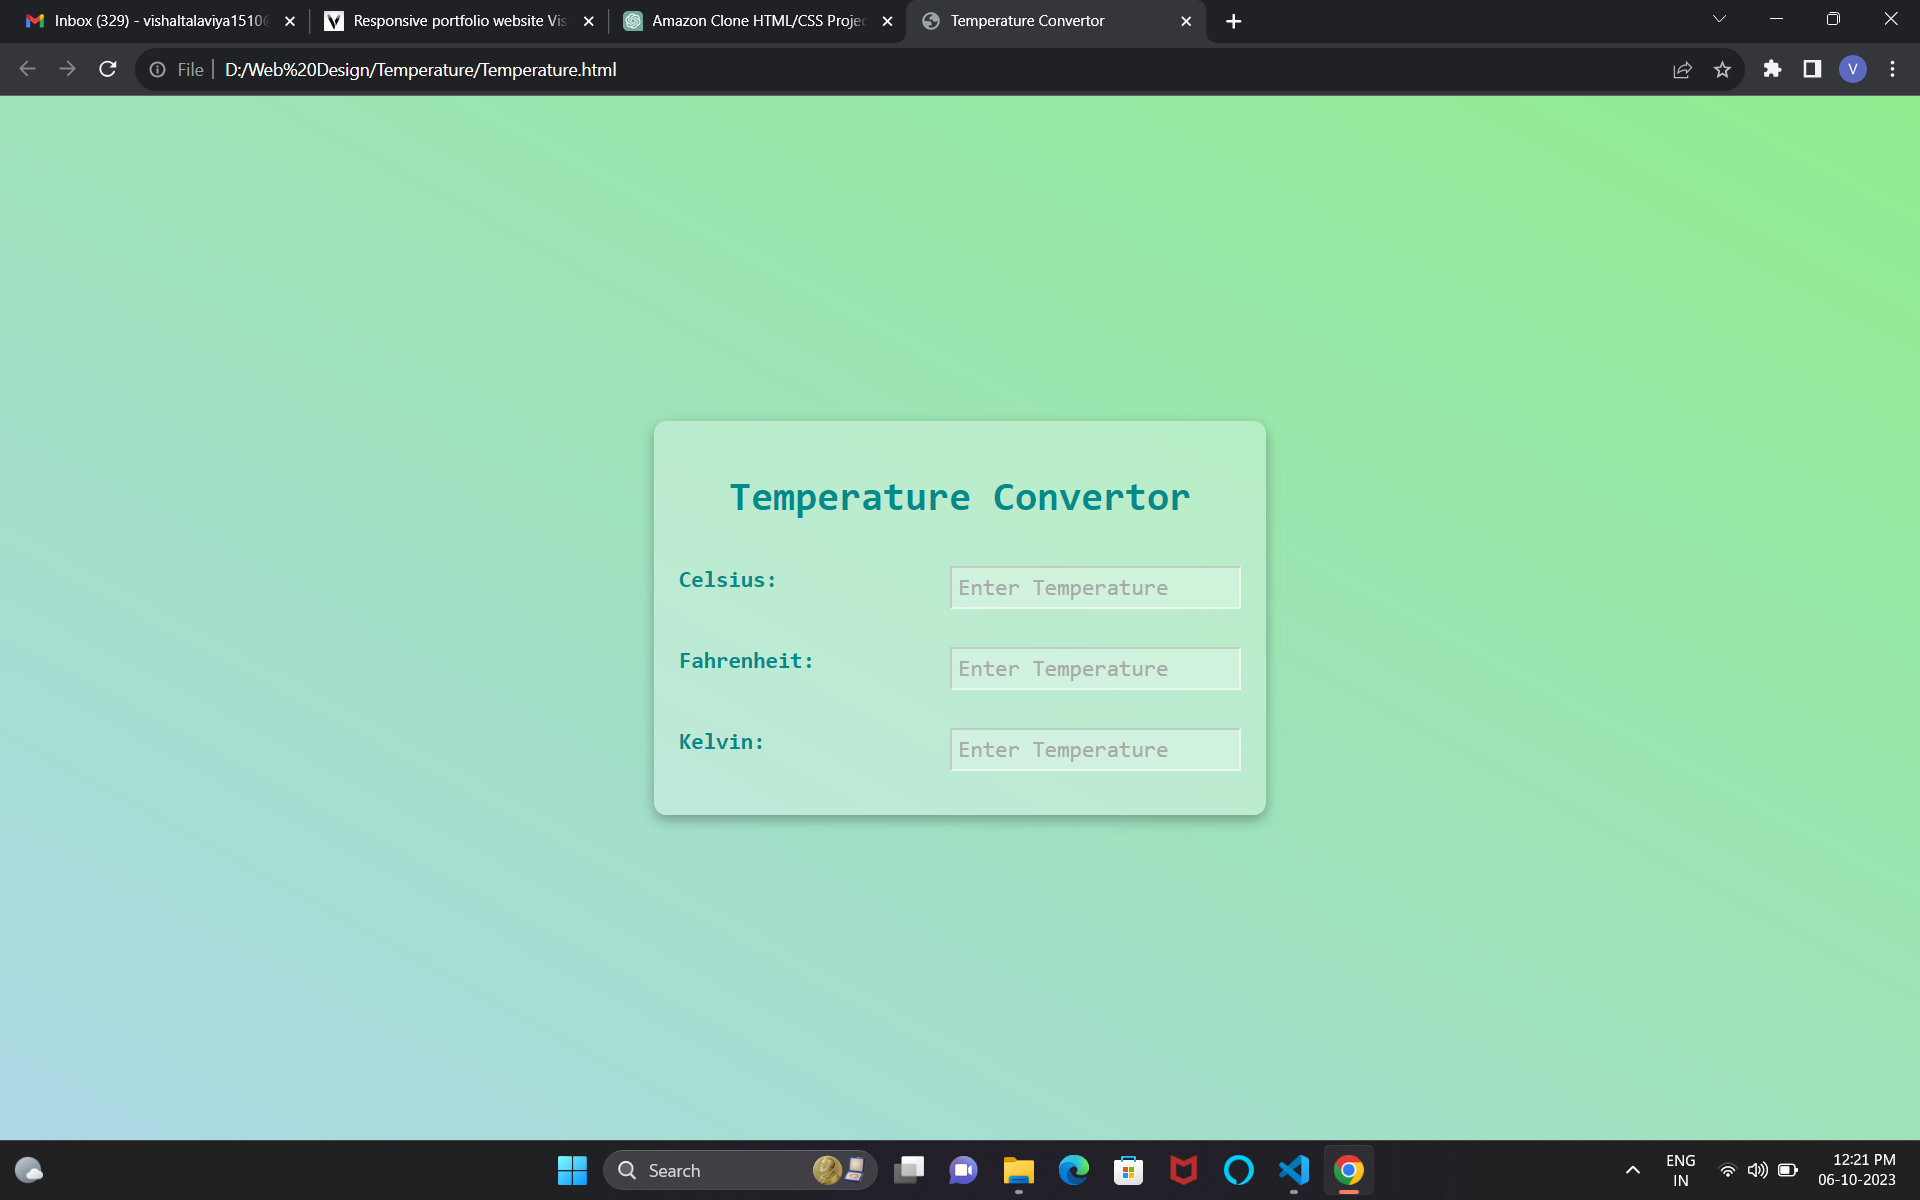 Inbox (329) - vishaltalaviya1510
Responsive portfolio website Vis
Amazon Clone HTML/CSS Projec
Temperature Convertor
File
D:/Web%20Design/Temperature/Temperature.html
V
Temperature Convertor
Celsius:
Enter Temperature
Fahrenheit:
Enter Temperature
Kelvin:
Enter Temperature
Search
ENG
IN
12:21 PM
06-10-2023